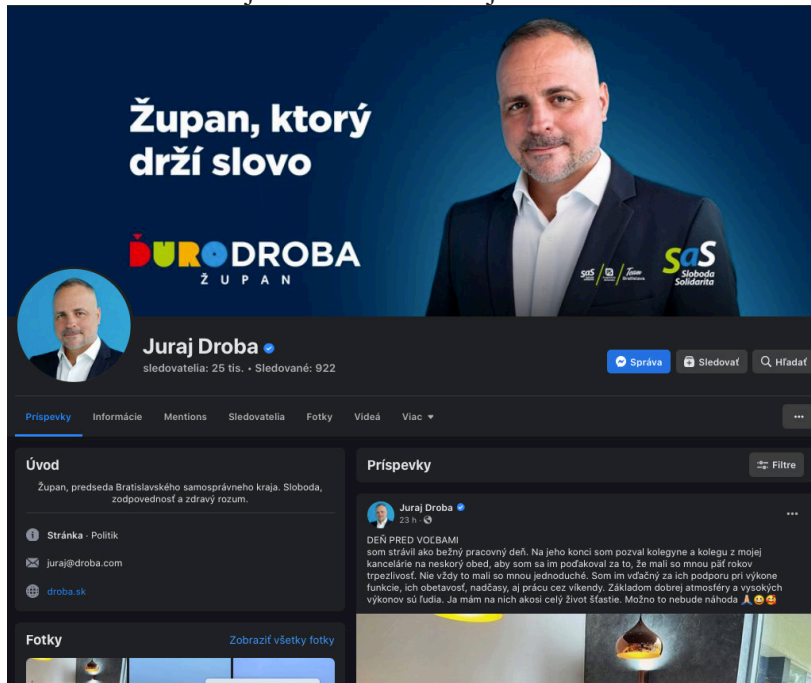 Župan, ktorý
drží slovo
ĎURODROBA
ŽUPAN
SaS
Team
Bratislava
SaS
Sloboda
Solidarita
Juraj Droba
sledovatelia: 25 tis. • Sledované: 922
Správa
Sledovať
Hľadať
Príspevky Informácie Mentions Sledovatelia Fotky Videá Viac
Úvod
Župan, predseda Bratislavského samosprávneho kraja. Sloboda,
zodpovednosť a zdravý rozum.
Stránka · Politik
juraj@droba.com
droba.sk
Fotky
Zobraziť všetky fotky
Príspevky
Filtre
Juraj Droba
23 h ·
DEŇ PRED VOĽBAMI
som strávil ako bežný pracovný deň. Na jeho konci som pozval kolegyne a kolegu z mojej
kancelárie na neskorý obed, aby som sa im poďakoval za to, že mali so mnou päť rokov
trpezlivosť. Nie vždy to mali so mnou jednoduché. Som im vďačný za ich podporu pri výkone
funkcie, ich obetavosť, nadčasy, aj prácu cez víkendy. Základom dobrej atmosféry a vysokých
výkonov sú ľudia. Ja mám na nich akosi celý život šťastie. Možno to nebude náhoda 🙏😃🥰